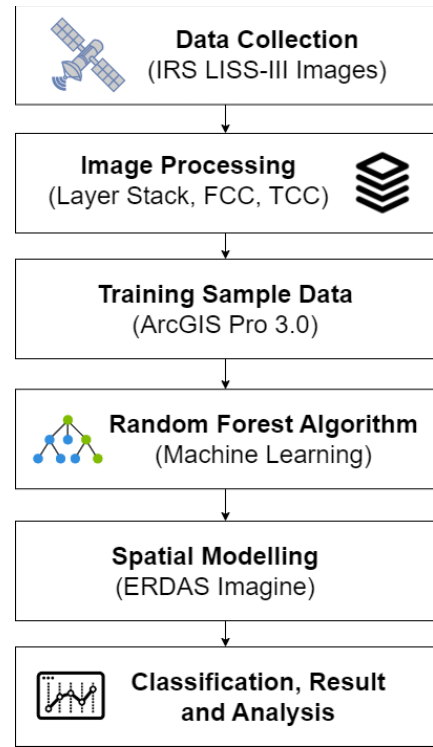 Data Collection
(IRS LISS-III Images)
Image Processing
(Layer Stack, FCC, TCC)
Training Sample Data
(ArcGIS Pro 3.0)
Random Forest Algorithm
(Machine Learning)
Spatial Modelling
(ERDAS Imagine)
Classification, Result
and Analysis